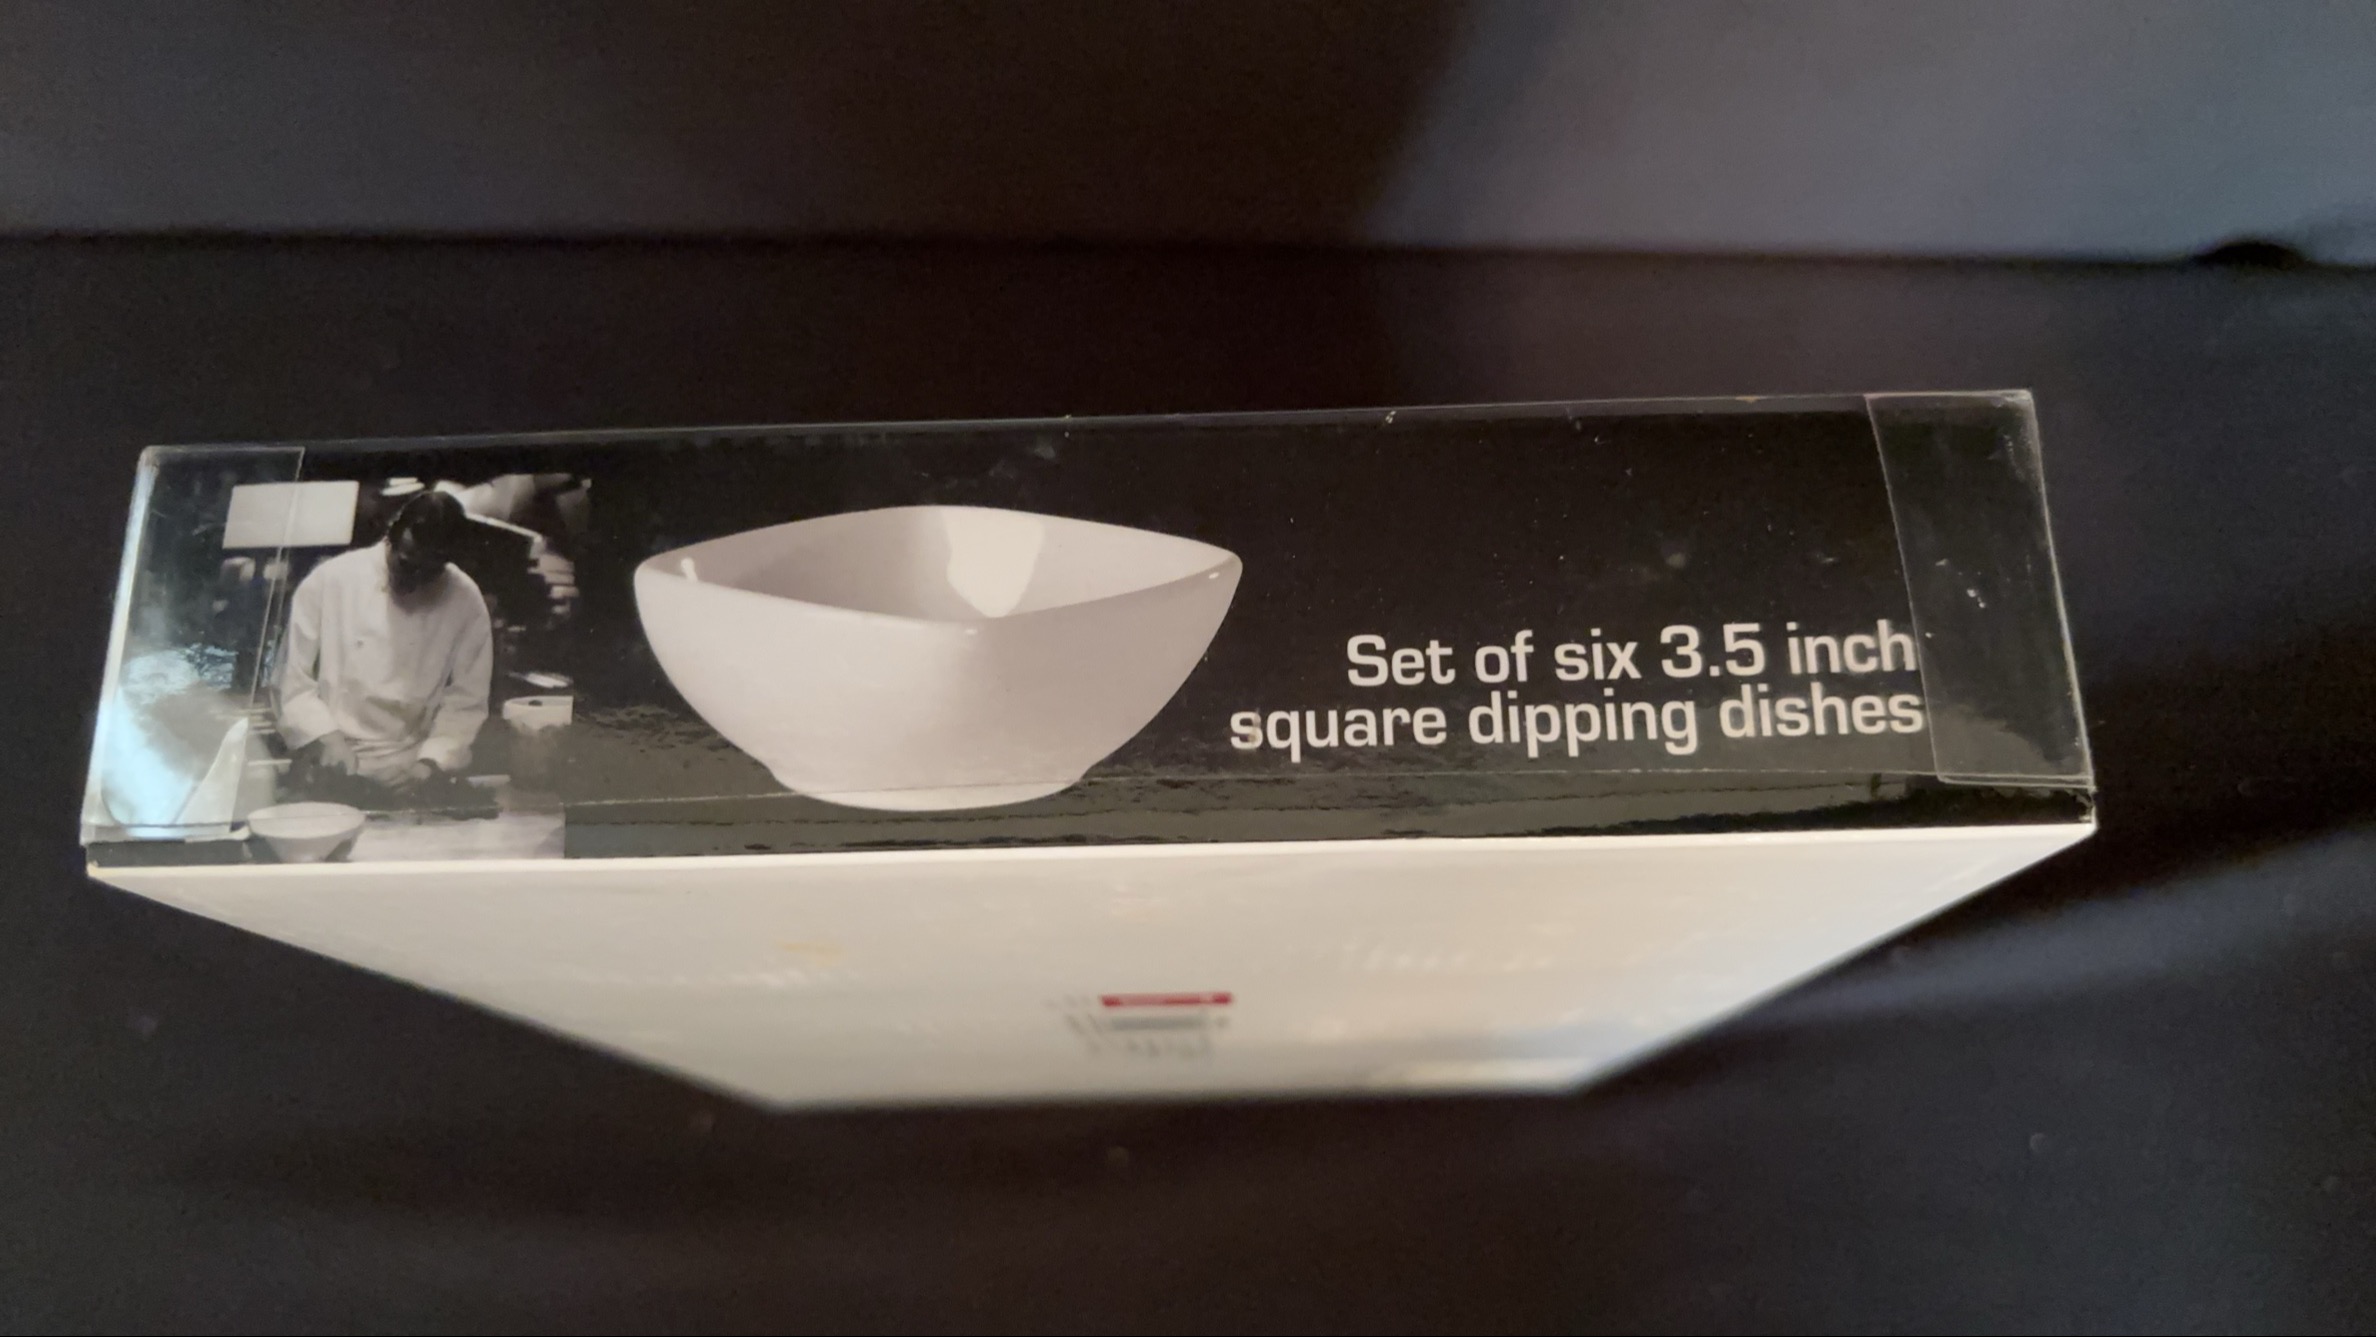 Set of six 3.5 inch
square dipping dishes